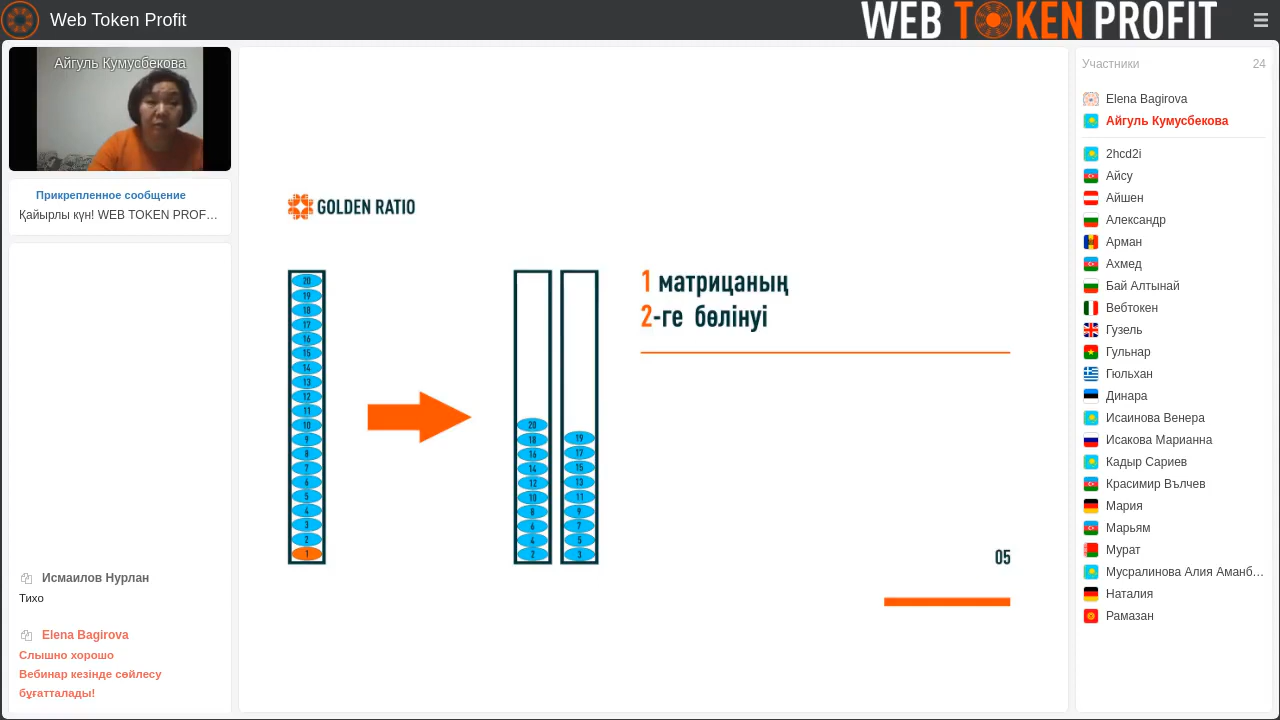 Web Token Profit
WEB TOKEN PROFIT
Айгуль Кумусбекова
Прикрепленное сообщение
Қайырлы күн! WEB TOKEN PROF…
Исмаилов Нурлан
Тихо
Elena Bagirova
Слышно хорошо
Вебинар кезінде сөйлесу
бұғатталады!
GOLDEN RATIO
20
19
18
17
16
15
14
13
12
11
10
9
8
7
6
5
4
3
2
1
20
18
16
14
12
10
8
6
4
2
19
17
15
13
11
9
7
5
3
1 матрицаның
2-ге бөлінуі
05
Участники 24
Elena Bagirova
Айгуль Кумусбекова
2hcd2i
Айсу
Айшен
Александр
Арман
Ахмед
Бай Алтынай
Вебтокен
Гузель
Гульнар
Гюльхан
Динара
Исаинова Венера
Исакова Марианна
Кадыр Сариев
Красимир Вълчев
Мария
Марьям
Мурат
Мусралинова Алия Аманб…
Наталия
Рамазан